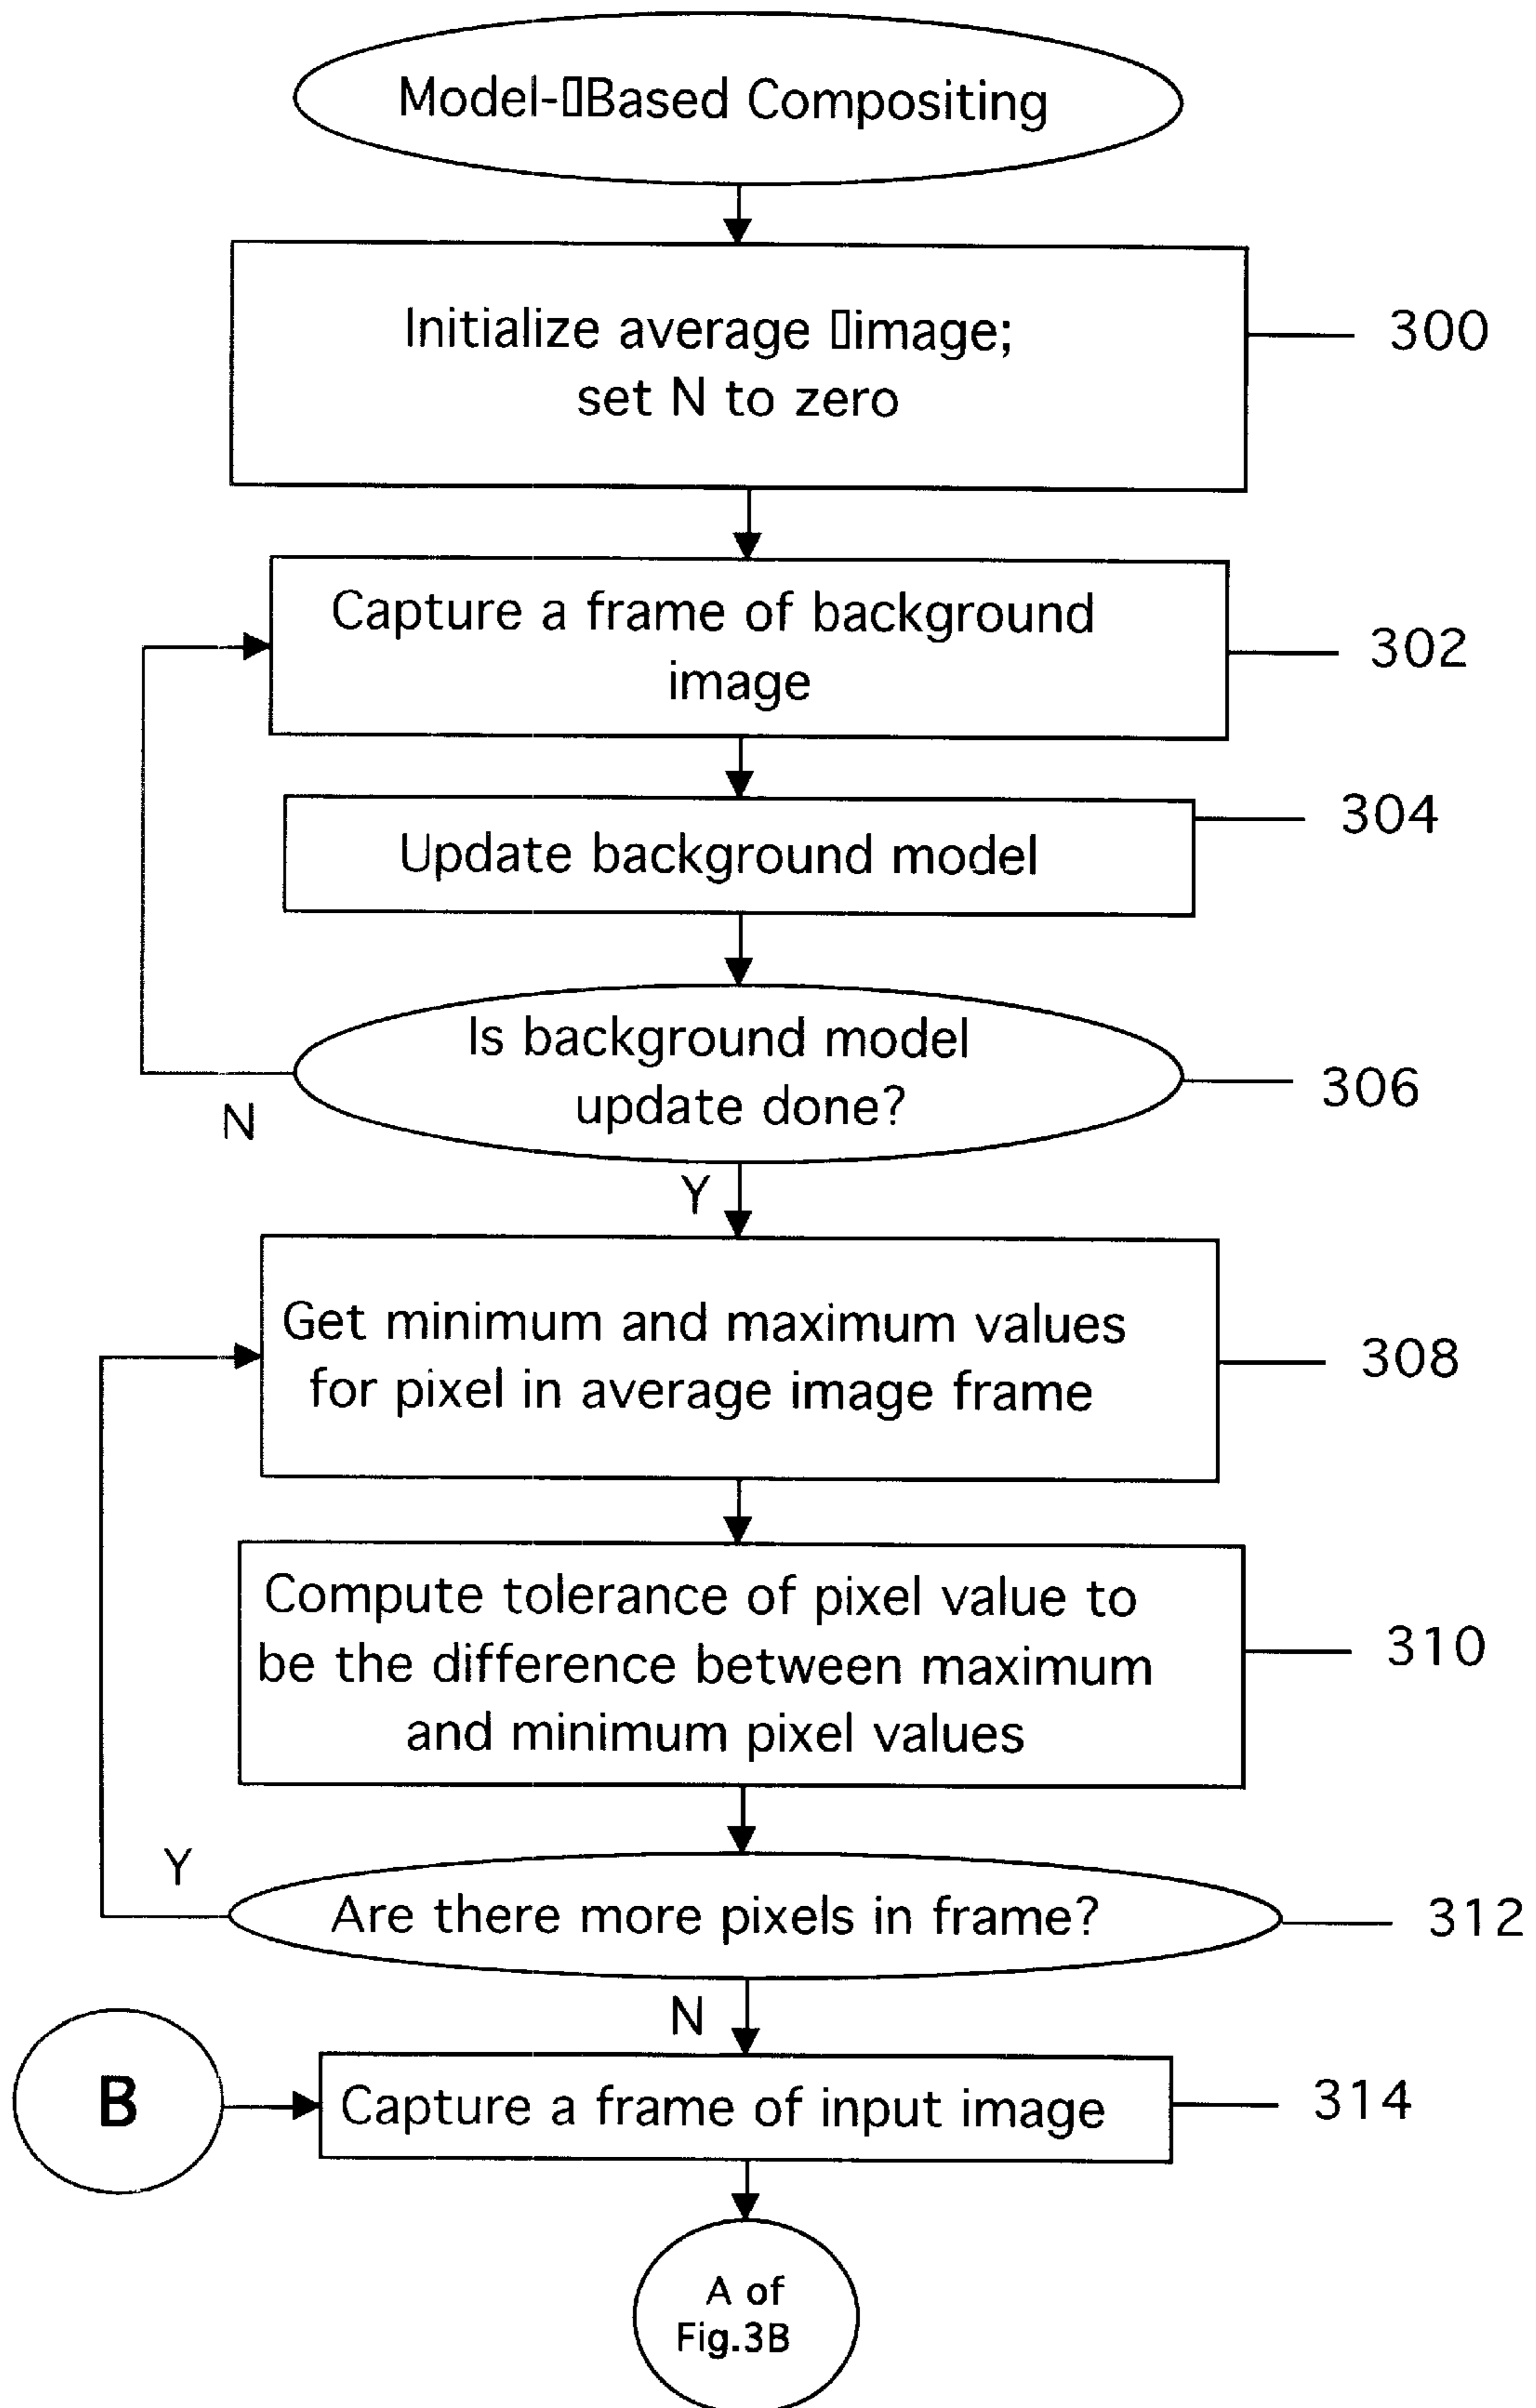 Model-▯Based Compositing
Initialize average ▯image;
set N to zero
300
Capture a frame of background
image
302
Update background model
304
Is background model
update done?
306
N
Y
Get minimum and maximum values
for pixel in average image frame
308
Compute tolerance of pixel value to
be the difference between maximum
and minimum pixel values
310
Y
Are there more pixels in frame?
312
N
B
Capture a frame of input image
314
A of
Fig.3B